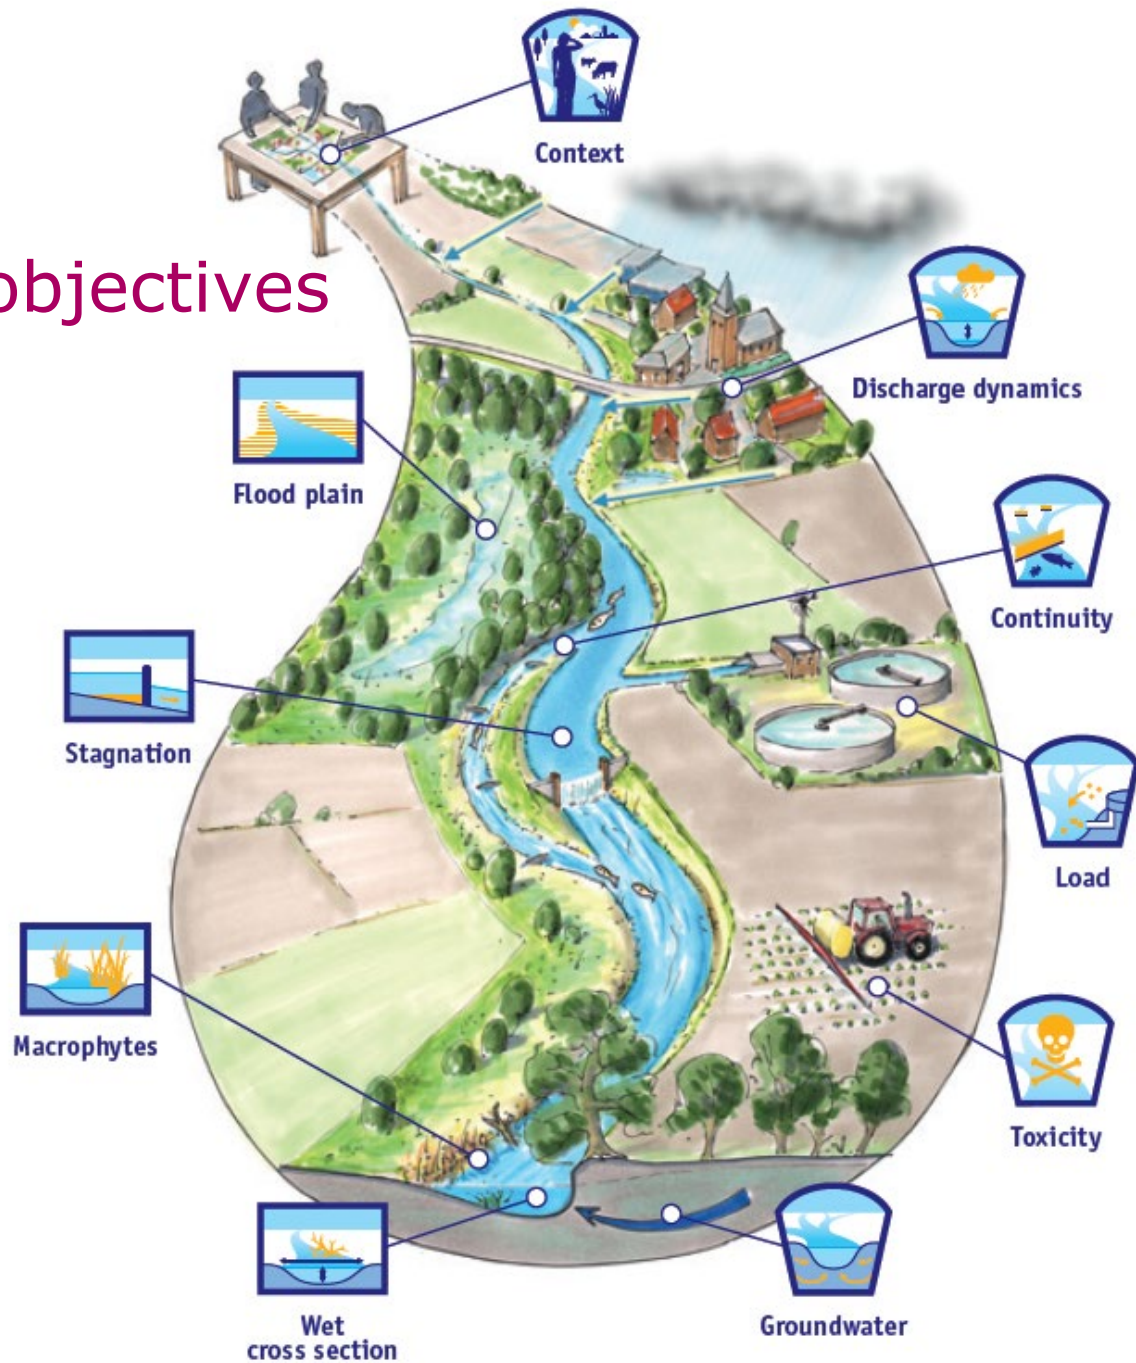 Context
objectives
Discharge dynamics
Flood plain
Continuity
Stagnation
Load
Macrophytes
Toxicity
Wet
cross section
Groundwater